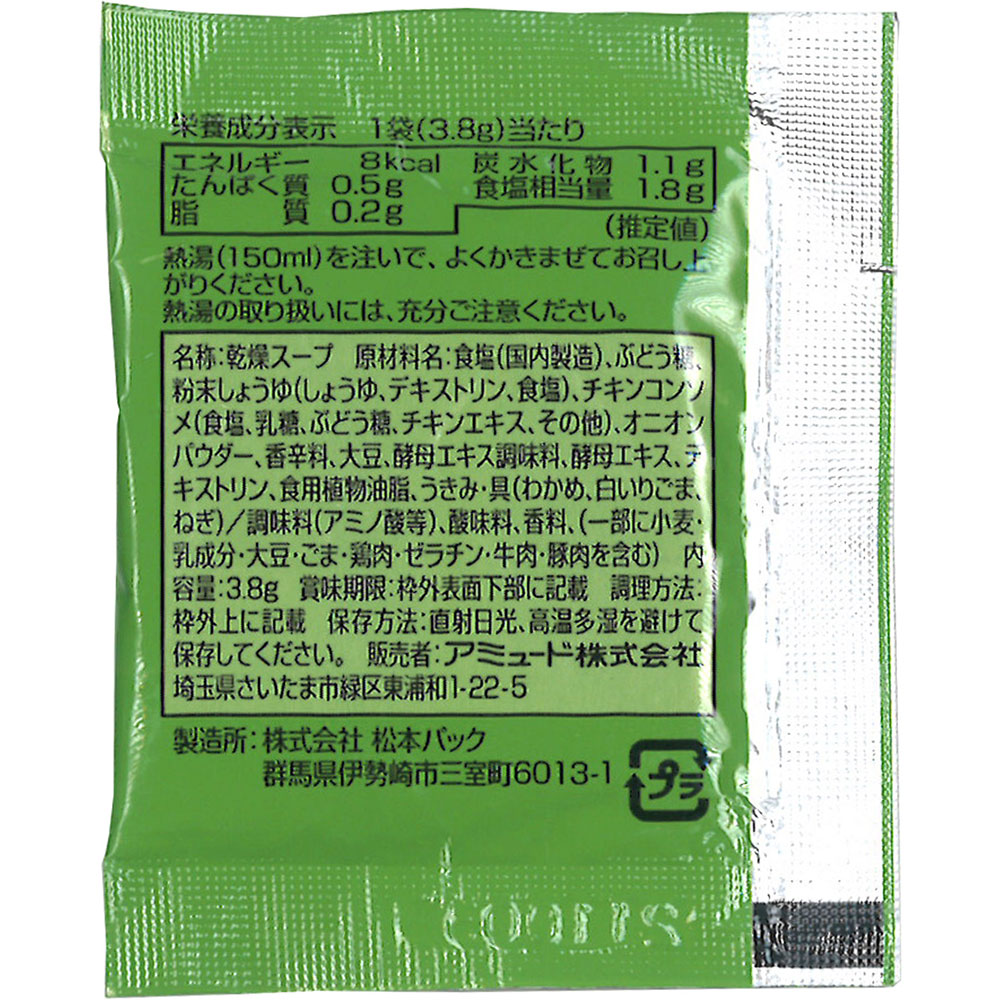 栄養成分表示 1袋(3.8g)当たり
エネルギー 8kcal 炭水化物 1.1g
たんぱく質 0.5g 食塩相当量 1.8g
脂質 0.2g
(推定値)
熱湯(150ml)を注いで、よくかきまぜてお召し上
がりください。
熱湯の取り扱いには、充分ご注意ください。
名称:乾燥スープ 原材料名:食塩(国内製造)、ぶどう糖、
粉末しょうゆ(しょうゆ、デキストリン、食塩)、チキンコンソ
メ(食塩、乳糖、ぶどう糖、チキンエキス、その他)、オニオン
パウダー、香辛料、大豆、酵母エキス調味料、酵母エキス、デ
キストリン、食用植物油脂、うきみ・具(わかめ、白いりごま、
ねぎ)/調味料(アミノ酸等)、酸味料、香料、(一部に小麦・
乳成分・大豆・ごま・鶏肉・ゼラチン・牛肉・豚肉を含む) 内
容量:3.8g 賞味期限:枠外表面下部に記載 調理方法:
枠外上に記載 保存方法:直射日光、高温多湿を避けて
保存してください。 販売者:アミュード株式会社
埼玉県さいたま市緑区東浦和1-22-5
製造所:株式会社 松本パック
群馬県伊勢崎市三室町6013-1
プラ